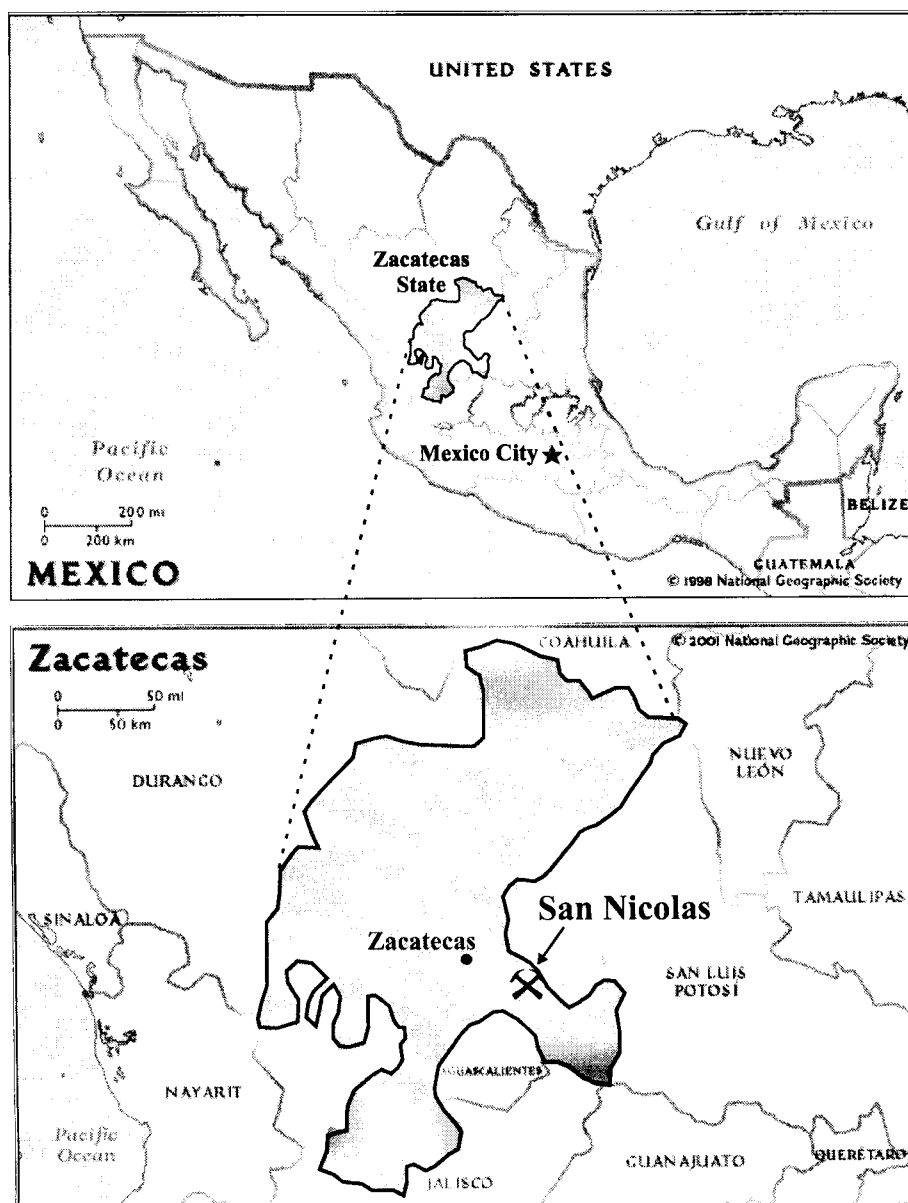 UNITED STATES
Gulf of Mexico
Zacatecas
State
Pacific
Ocean
Mexico City
0 200 mi
0 200 km
BELIZE
GUATEMALA
MEXICO
© 1998 National Geographic Society
Zacatecas
COAHUILA
© 2001 National Geographic Society
0 50 mi
0 50 km
DURANGO
NUEVO
LEÓN
TAMAULIPAS
SINALOA
San Nicolas
Zacatecas
SAN LUIS
POTOSÍ
AGUASCALIENTES
NAYARIT
Pacific
Ocean
JALISCO
GUANAJUATO
QUERÉTARO